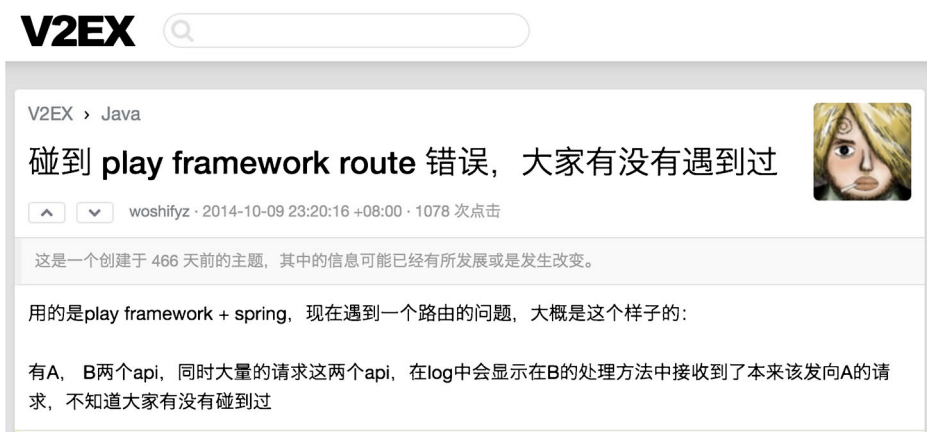 V2EX
V2EX › Java
碰到 play framework route 错误，大家有没有遇到过
woshifyz · 2014-10-09 23:20:16 +08:00 · 1078 次点击
这是一个创建于 466 天前的主题，其中的信息可能已经有所发展或是发生改变。
用的是play framework + spring，现在遇到一个路由的问题，大概是这个样子的：
有A， B两个api，同时大量的请求这两个api，在log中会显示在B的处理方法中接收到了本来该发向A的请
求，不知道大家有没有碰到过